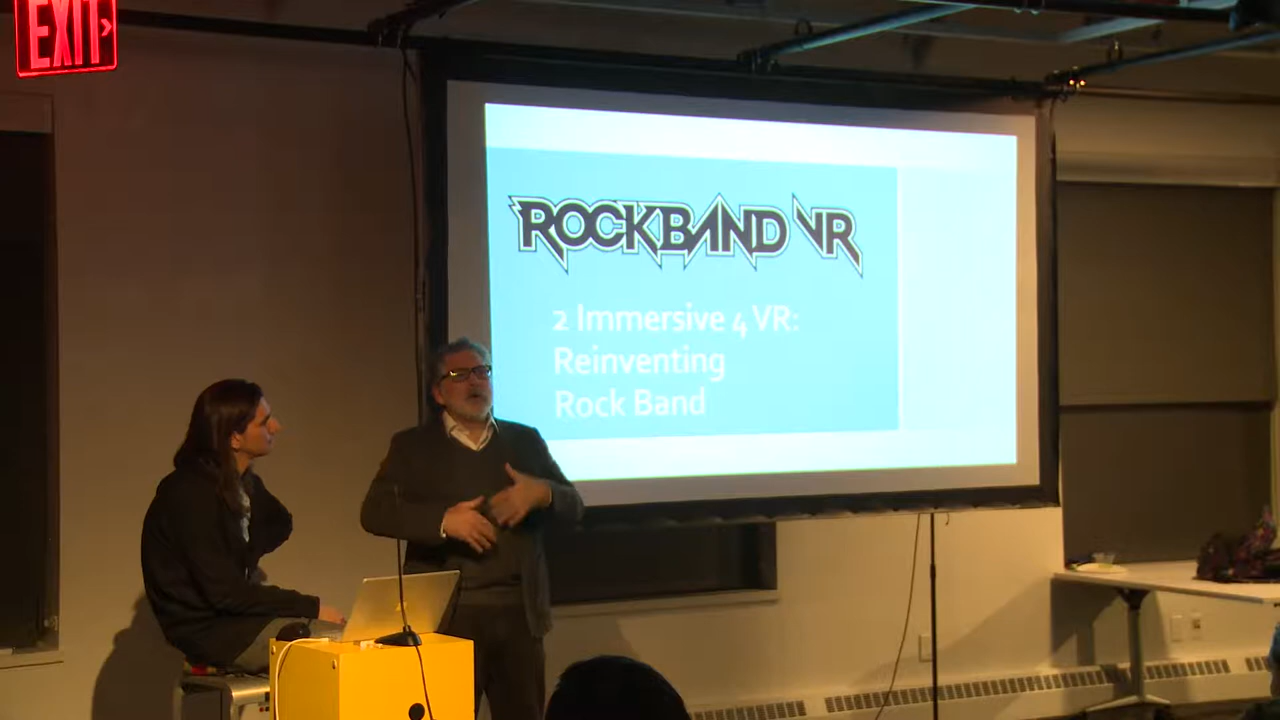 EXIT
ROCKBAND VR
2 Immersive 4 VR:
Reinventing
Rock Band